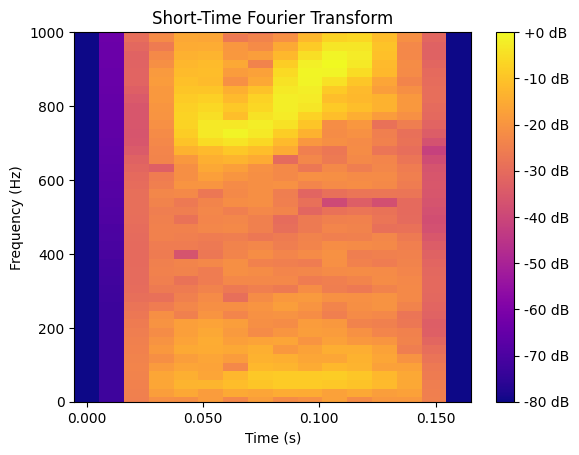 Short-Time Fourier Transform
Frequency (Hz)
1000
800
600
400
200
0
0.000
0.050
0.100
0.150
Time (s)
+0 dB
-10 dB
-20 dB
-30 dB
-40 dB
-50 dB
-60 dB
-70 dB
-80 dB